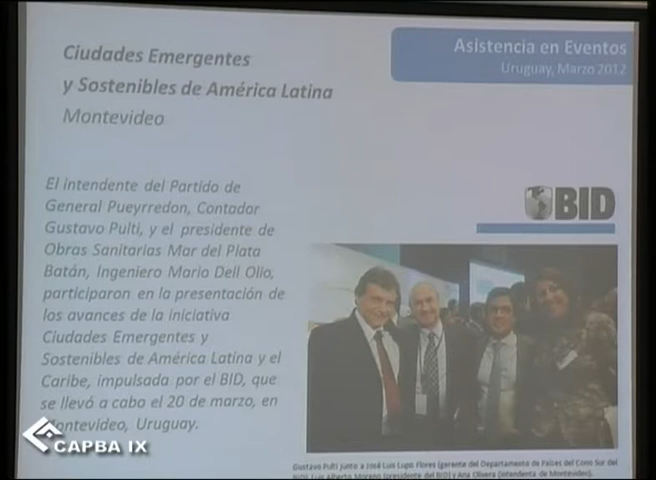 Ciudades Emergentes
y Sostenibles de América Latina
Montevideo
Asistencia en Eventos
Uruguay, Marzo 2012
El intendente del Partido de
General Pueyrredon, Contador
Gustavo Pulti, y el presidente de
Obras Sanitarias Mar del Plata
Batán, Ingeniero Mario Dell Olio,
participaron en la presentación de
los avances de la iniciativa
Ciudades Emergentes y
Sostenibles de América Latina y el
Caribe, impulsada por el BID, que
se llevó a cabo el 20 de marzo, en
Montevideo, Uruguay.
BID
Gustavo Pulti junto a José Luis Lupo Flores (gerente del Departamento de Países del Cono Sur del
BID), Luis Alberto Moreno (presidente del BID) y Ana Olivera (intendenta de Montevideo).
CAPBA IX